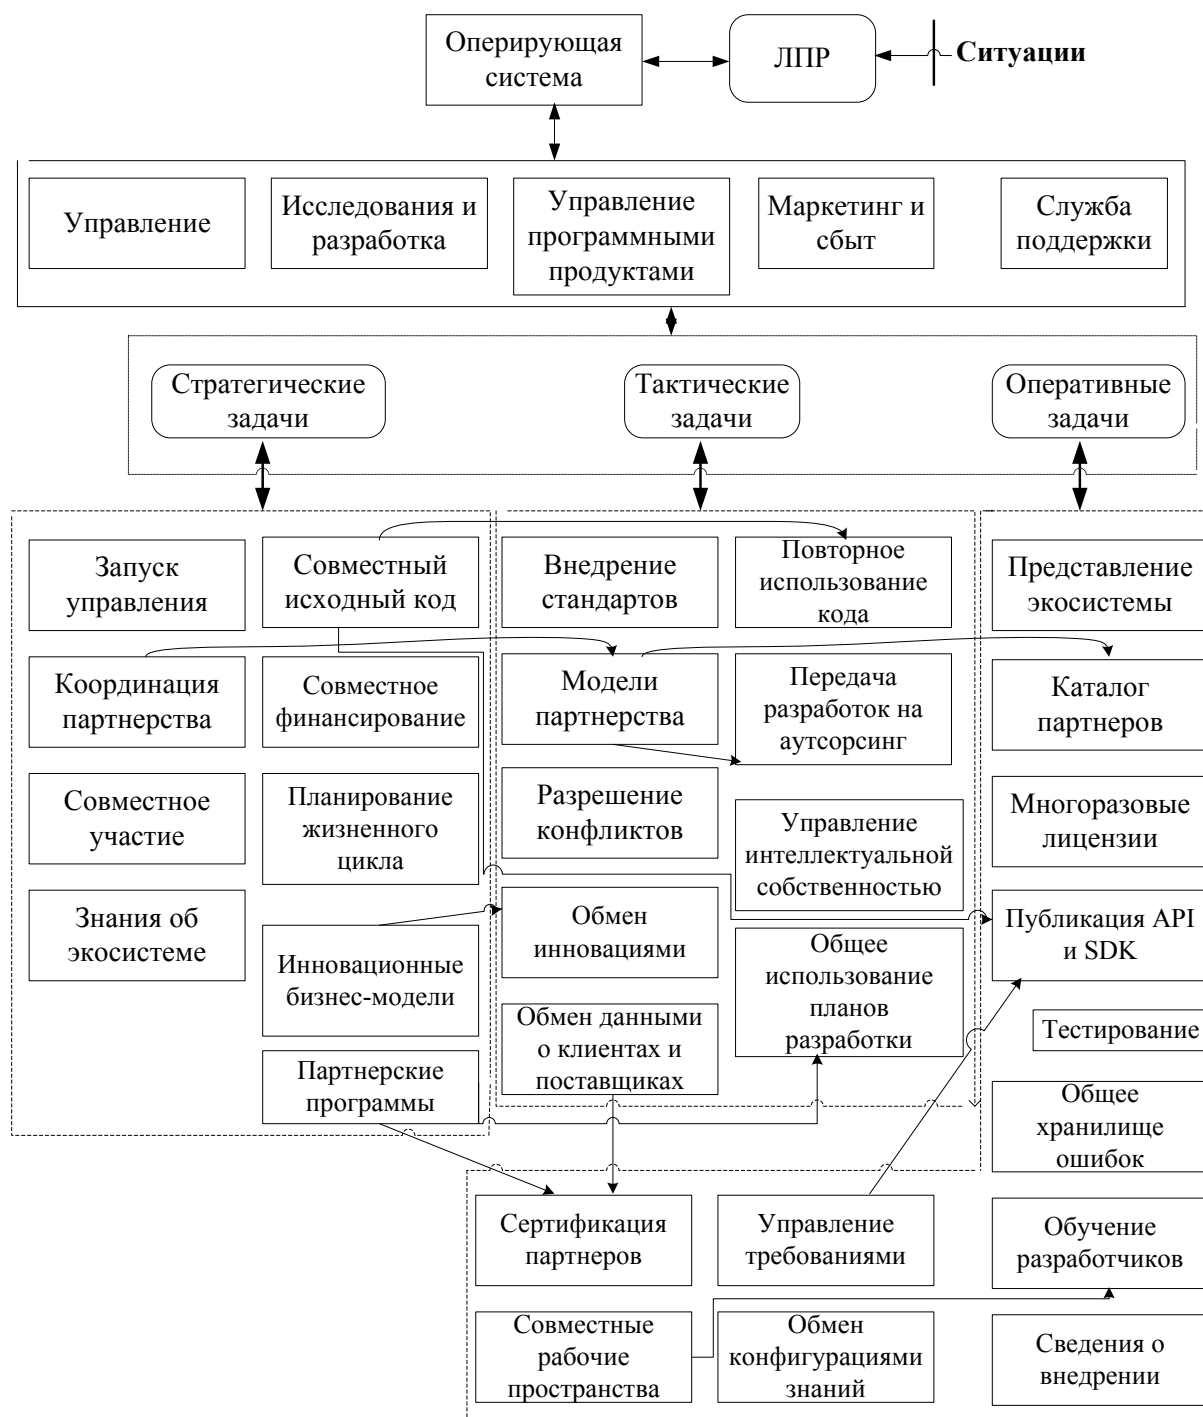 Оперирующая
система
ЛПР
Ситуации
Управление
Исследования и
разработка
Управление
программными
продуктами
Маркетинг и
сбыт
Служба
поддержки
Стратегические
задачи
Тактические
задачи
Оперативные
задачи
Запуск
управления
Совместный
исходный код
Внедрение
стандартов
Повторное
использование
кода
Представление
экосистемы
Координация
партнерства
Совместное
финансирование
Модели
партнерства
Передача
разработок на
аутсорсинг
Каталог
партнеров
Совместное
участие
Планирование
жизненного
цикла
Разрешение
конфликтов
Управление
интеллектуальной
собственностью
Многоразовые
лицензии
Знания об
экосистеме
Инновационные
бизнес-модели
Обмен
инновациями
Общее
использование
планов
разработки
Публикация API
и SDK
Партнерские
программы
Обмен данными
о клиентах и
поставщиках
Тестирование
Общее
хранилище
ошибок
Сертификация
партнеров
Управление
требованиями
Обучение
разработчиков
Совместные
рабочие
пространства
Обмен
конфигурациями
знаний
Сведения о
внедрении